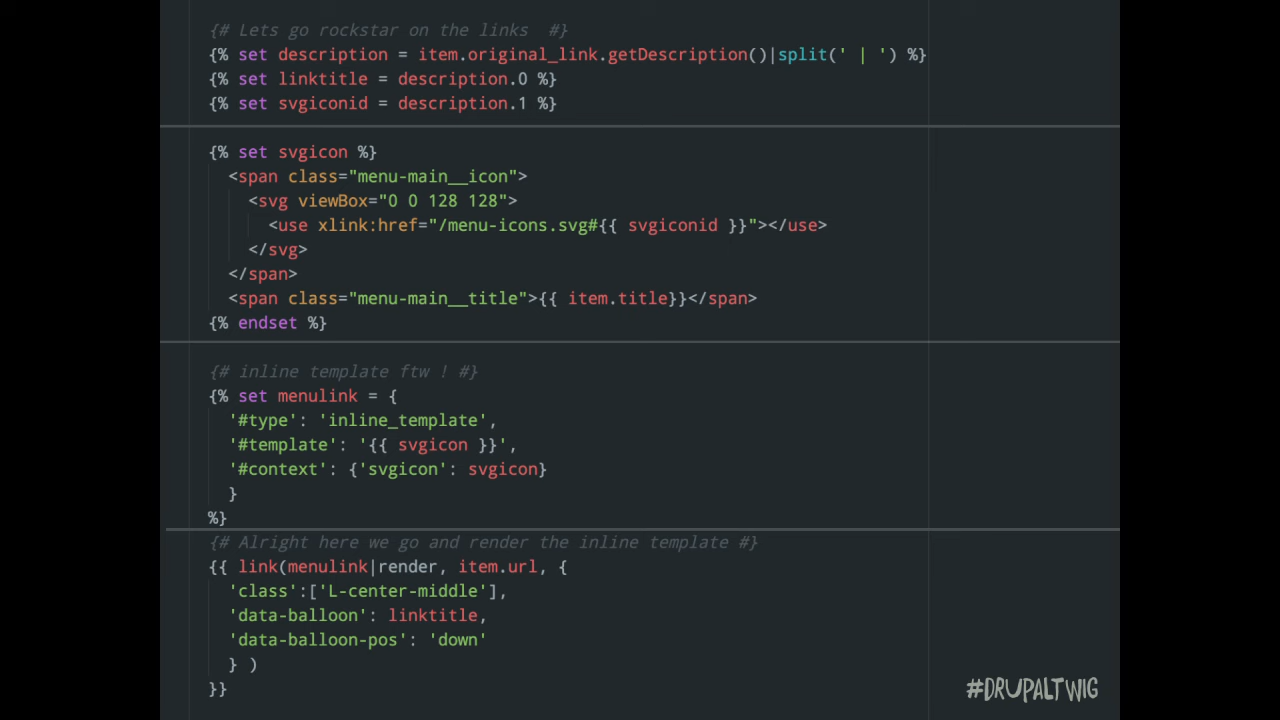 {# Lets go rockstar on the links  #}
{% set description = item.original_link.getDescription()|split(' | ') %}
{% set linktitle = description.0 %}
{% set svgiconid = description.1 %}
{% set svgicon %}
  <span class="menu-main__icon">
    <svg viewBox="0 0 128 128">
      <use xlink:href="/menu-icons.svg#{{ svgiconid }}"></use>
    </svg>
  </span>
  <span class="menu-main__title">{{ item.title}}</span>
{% endset %}
{# inline template ftw ! #}
{% set menulink = {
  '#type': 'inline_template',
  '#template': '{{ svgicon }}',
  '#context': {'svgicon': svgicon}
  }
%}
{# Alright here we go and render the inline template #}
{{ link(menulink|render, item.url, {
  'class':['L-center-middle'],
  'data-balloon': linktitle,
  'data-balloon-pos': 'down'
  } )
}}
#DRUPALTWIG